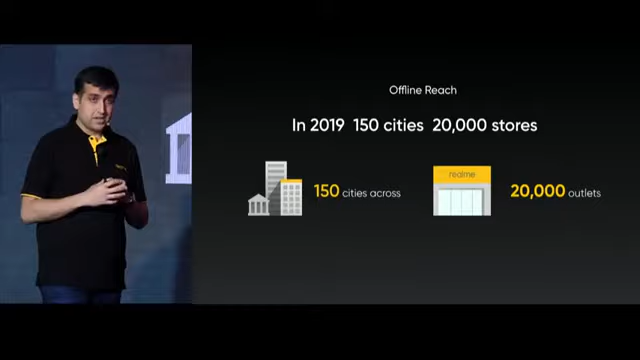 Offline Reach
In 2019 150 cities 20,000 stores
150 cities across
realme
20,000 outlets